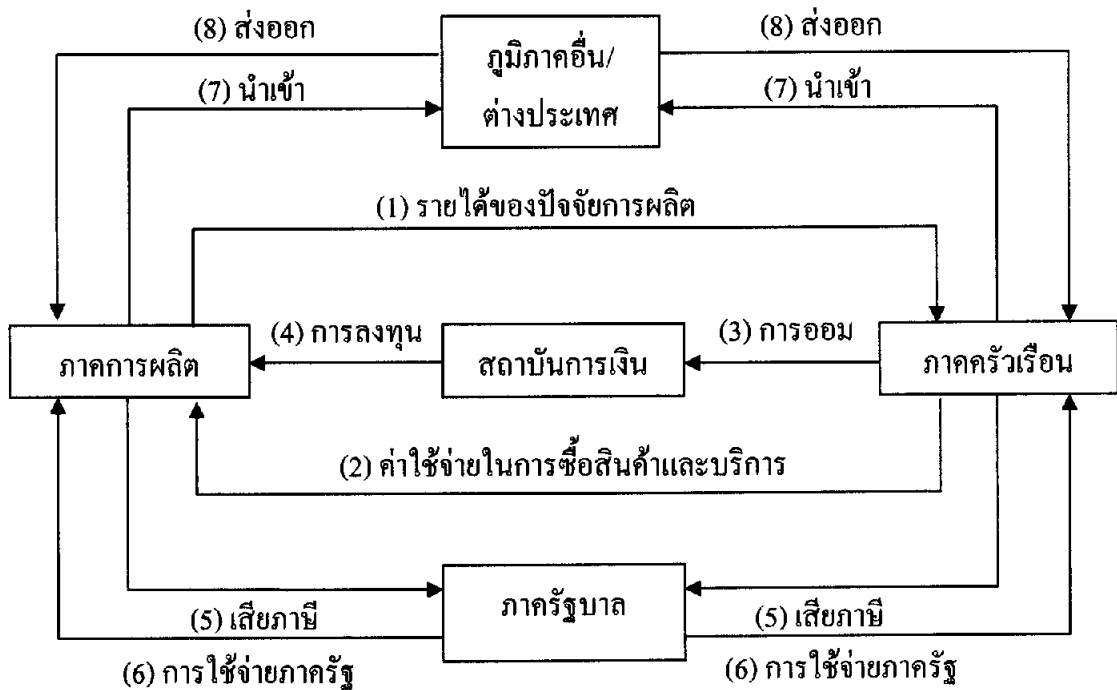 (8) ส่งออก
(8) ส่งออก
ภูมิภาคอื่น/
ต่างประเทศ
(7) นำเข้า
(7) นำเข้า
(1) รายได้ของปัจจัยการผลิต
ภาคการผลิต
(4) การลงทุน
สถาบันการเงิน
(3) การออม
ภาคครัวเรือน
(2) ค่าใช้จ่ายในการซื้อสินค้าและบริการ
ภาครัฐบาล
(5) เสียภาษี
(5) เสียภาษี
(6) การใช้จ่ายภาครัฐ
(6) การใช้จ่ายภาครัฐ